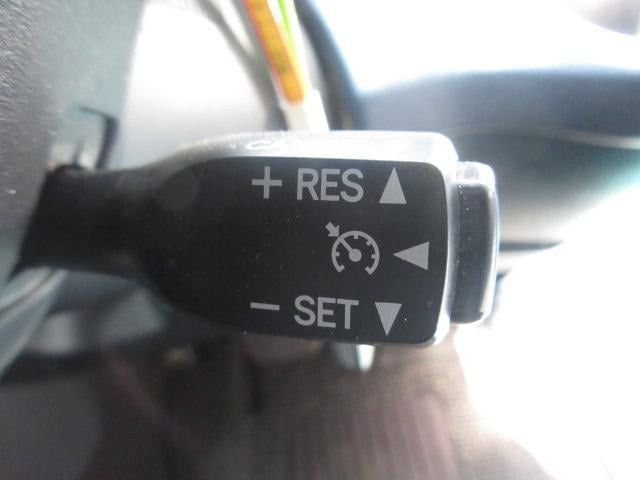 + RES ▲
◀
− SET ▼